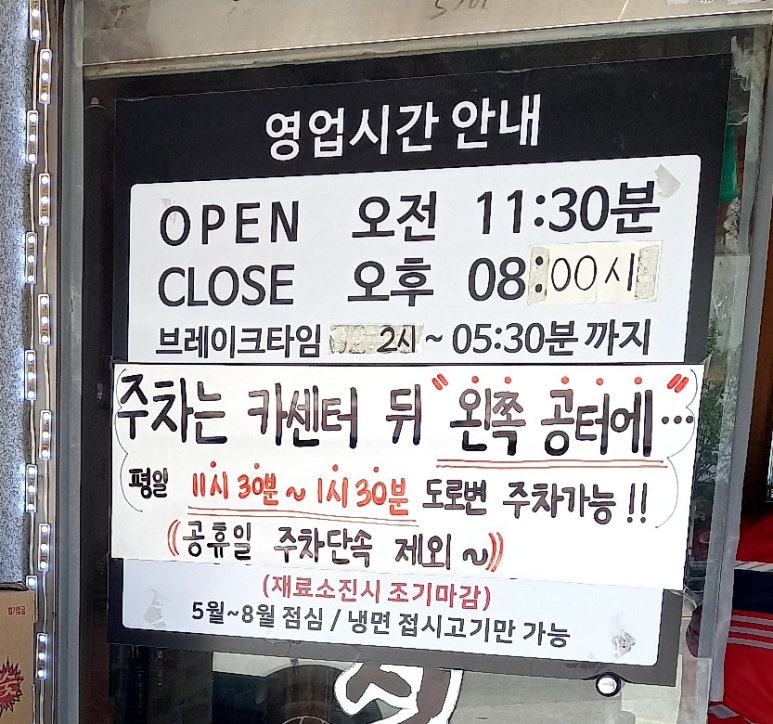 영업시간 안내
OPEN 오전 11:30분
CLOSE 오후 08:00시
브레이크타임 2시 ~ 05:30분 까지
주차는 카센터 뒤 "왼쪽 공터에"...
평일 11시 30분 ~ 1시 30분 도로변 주차가능 !!
((공휴일 주차단속 제외 ~))
(재료소진시 조기마감)
5월~8월 점심 / 냉면 접시고기만 가능